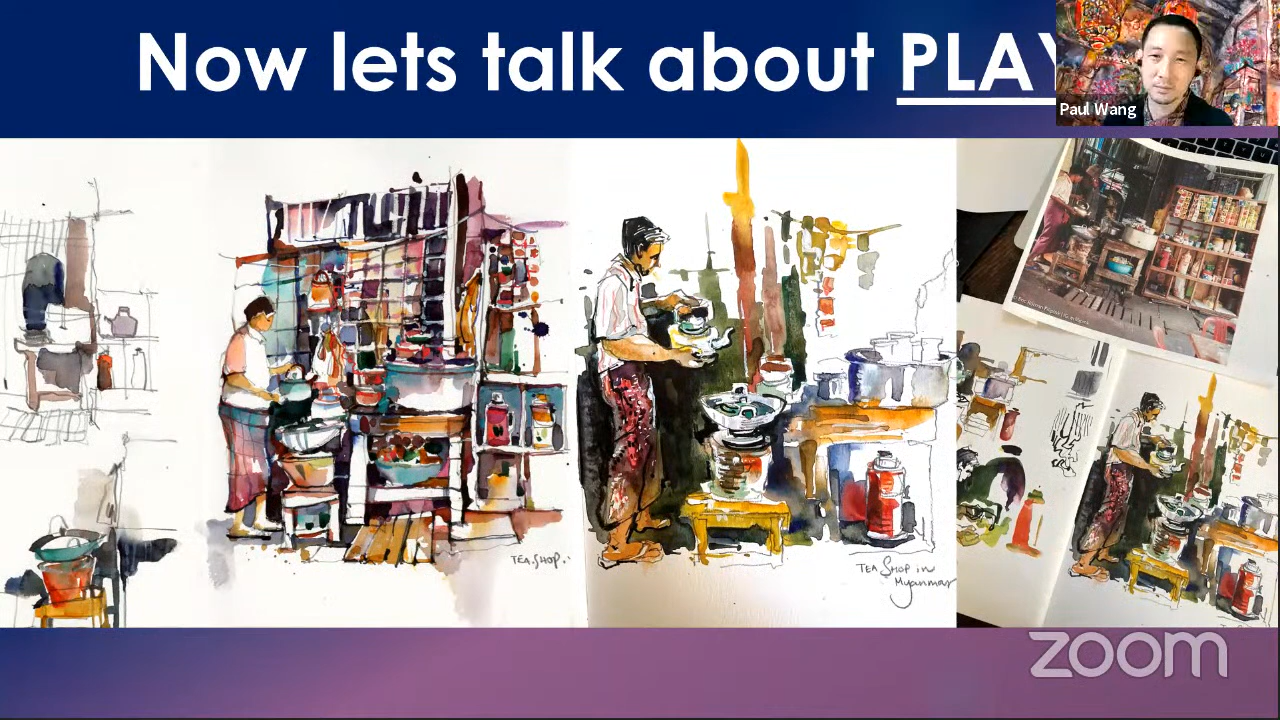 Now lets talk about PLAY
Paul Wang
TEA SHOP.
TEA SHOP in
Myanmar
zoom